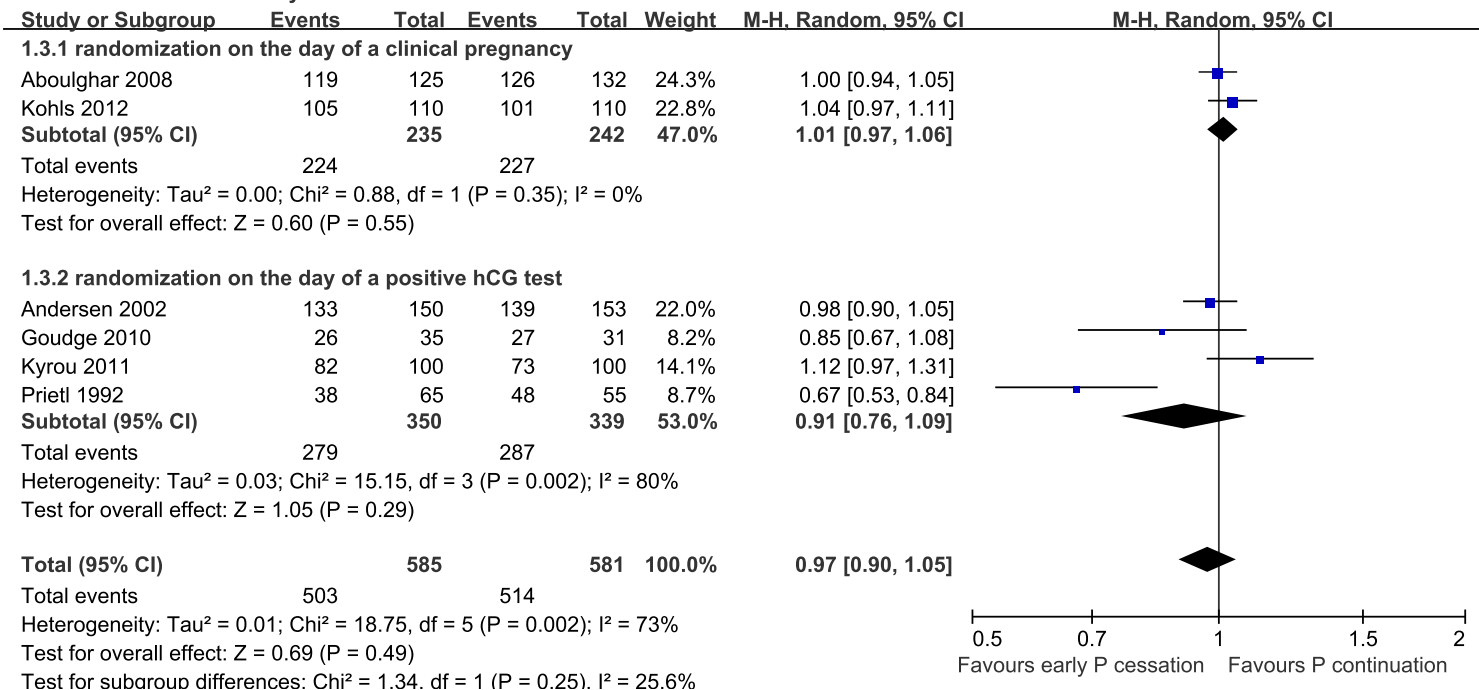 Study or Subgroup Events Total Events Total Weight M-H, Random, 95% CI M-H, Random, 95% CI
1.3.1 randomization on the day of a clinical pregnancy
Aboulghar 2008 119 125 126 132 24.3% 1.00 [0.94, 1.05]
Kohls 2012 105 110 101 110 22.8% 1.04 [0.97, 1.11]
Subtotal (95% CI) 235 242 47.0% 1.01 [0.97, 1.06]
Total events 224 227
Heterogeneity: Tau² = 0.00; Chi² = 0.88, df = 1 (P = 0.35); I² = 0%
Test for overall effect: Z = 0.60 (P = 0.55)
1.3.2 randomization on the day of a positive hCG test
Andersen 2002 133 150 139 153 22.0% 0.98 [0.90, 1.05]
Goudge 2010 26 35 27 31 8.2% 0.85 [0.67, 1.08]
Kyrou 2011 82 100 73 100 14.1% 1.12 [0.97, 1.31]
Prietl 1992 38 65 48 55 8.7% 0.67 [0.53, 0.84]
Subtotal (95% CI) 350 339 53.0% 0.91 [0.76, 1.09]
Total events 279 287
Heterogeneity: Tau² = 0.03; Chi² = 15.15, df = 3 (P = 0.002); I² = 80%
Test for overall effect: Z = 1.05 (P = 0.29)
Total (95% CI) 585 581 100.0% 0.97 [0.90, 1.05]
Total events 503 514
Heterogeneity: Tau² = 0.01; Chi² = 18.75, df = 5 (P = 0.002); I² = 73%
Test for overall effect: Z = 0.69 (P = 0.49)
Test for subgroup differences: Chi² = 1.34, df = 1 (P = 0.25), I² = 25.6%
0.5 0.7 1 1.5 2
Favours early P cessation Favours P continuation